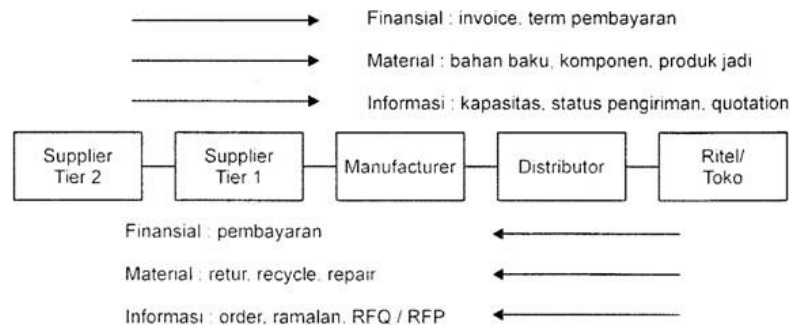 Finansial : invoice, term pembayaran
Material : bahan baku, komponen, produk jadi
Informasi : kapasitas, status pengiriman, quotation
Supplier
Tier 2
Supplier
Tier 1
Manufacturer
Distributor
Ritel/
Toko
Finansial : pembayaran
Material : retur, recycle, repair
Informasi : order, ramalan, RFQ / RFP